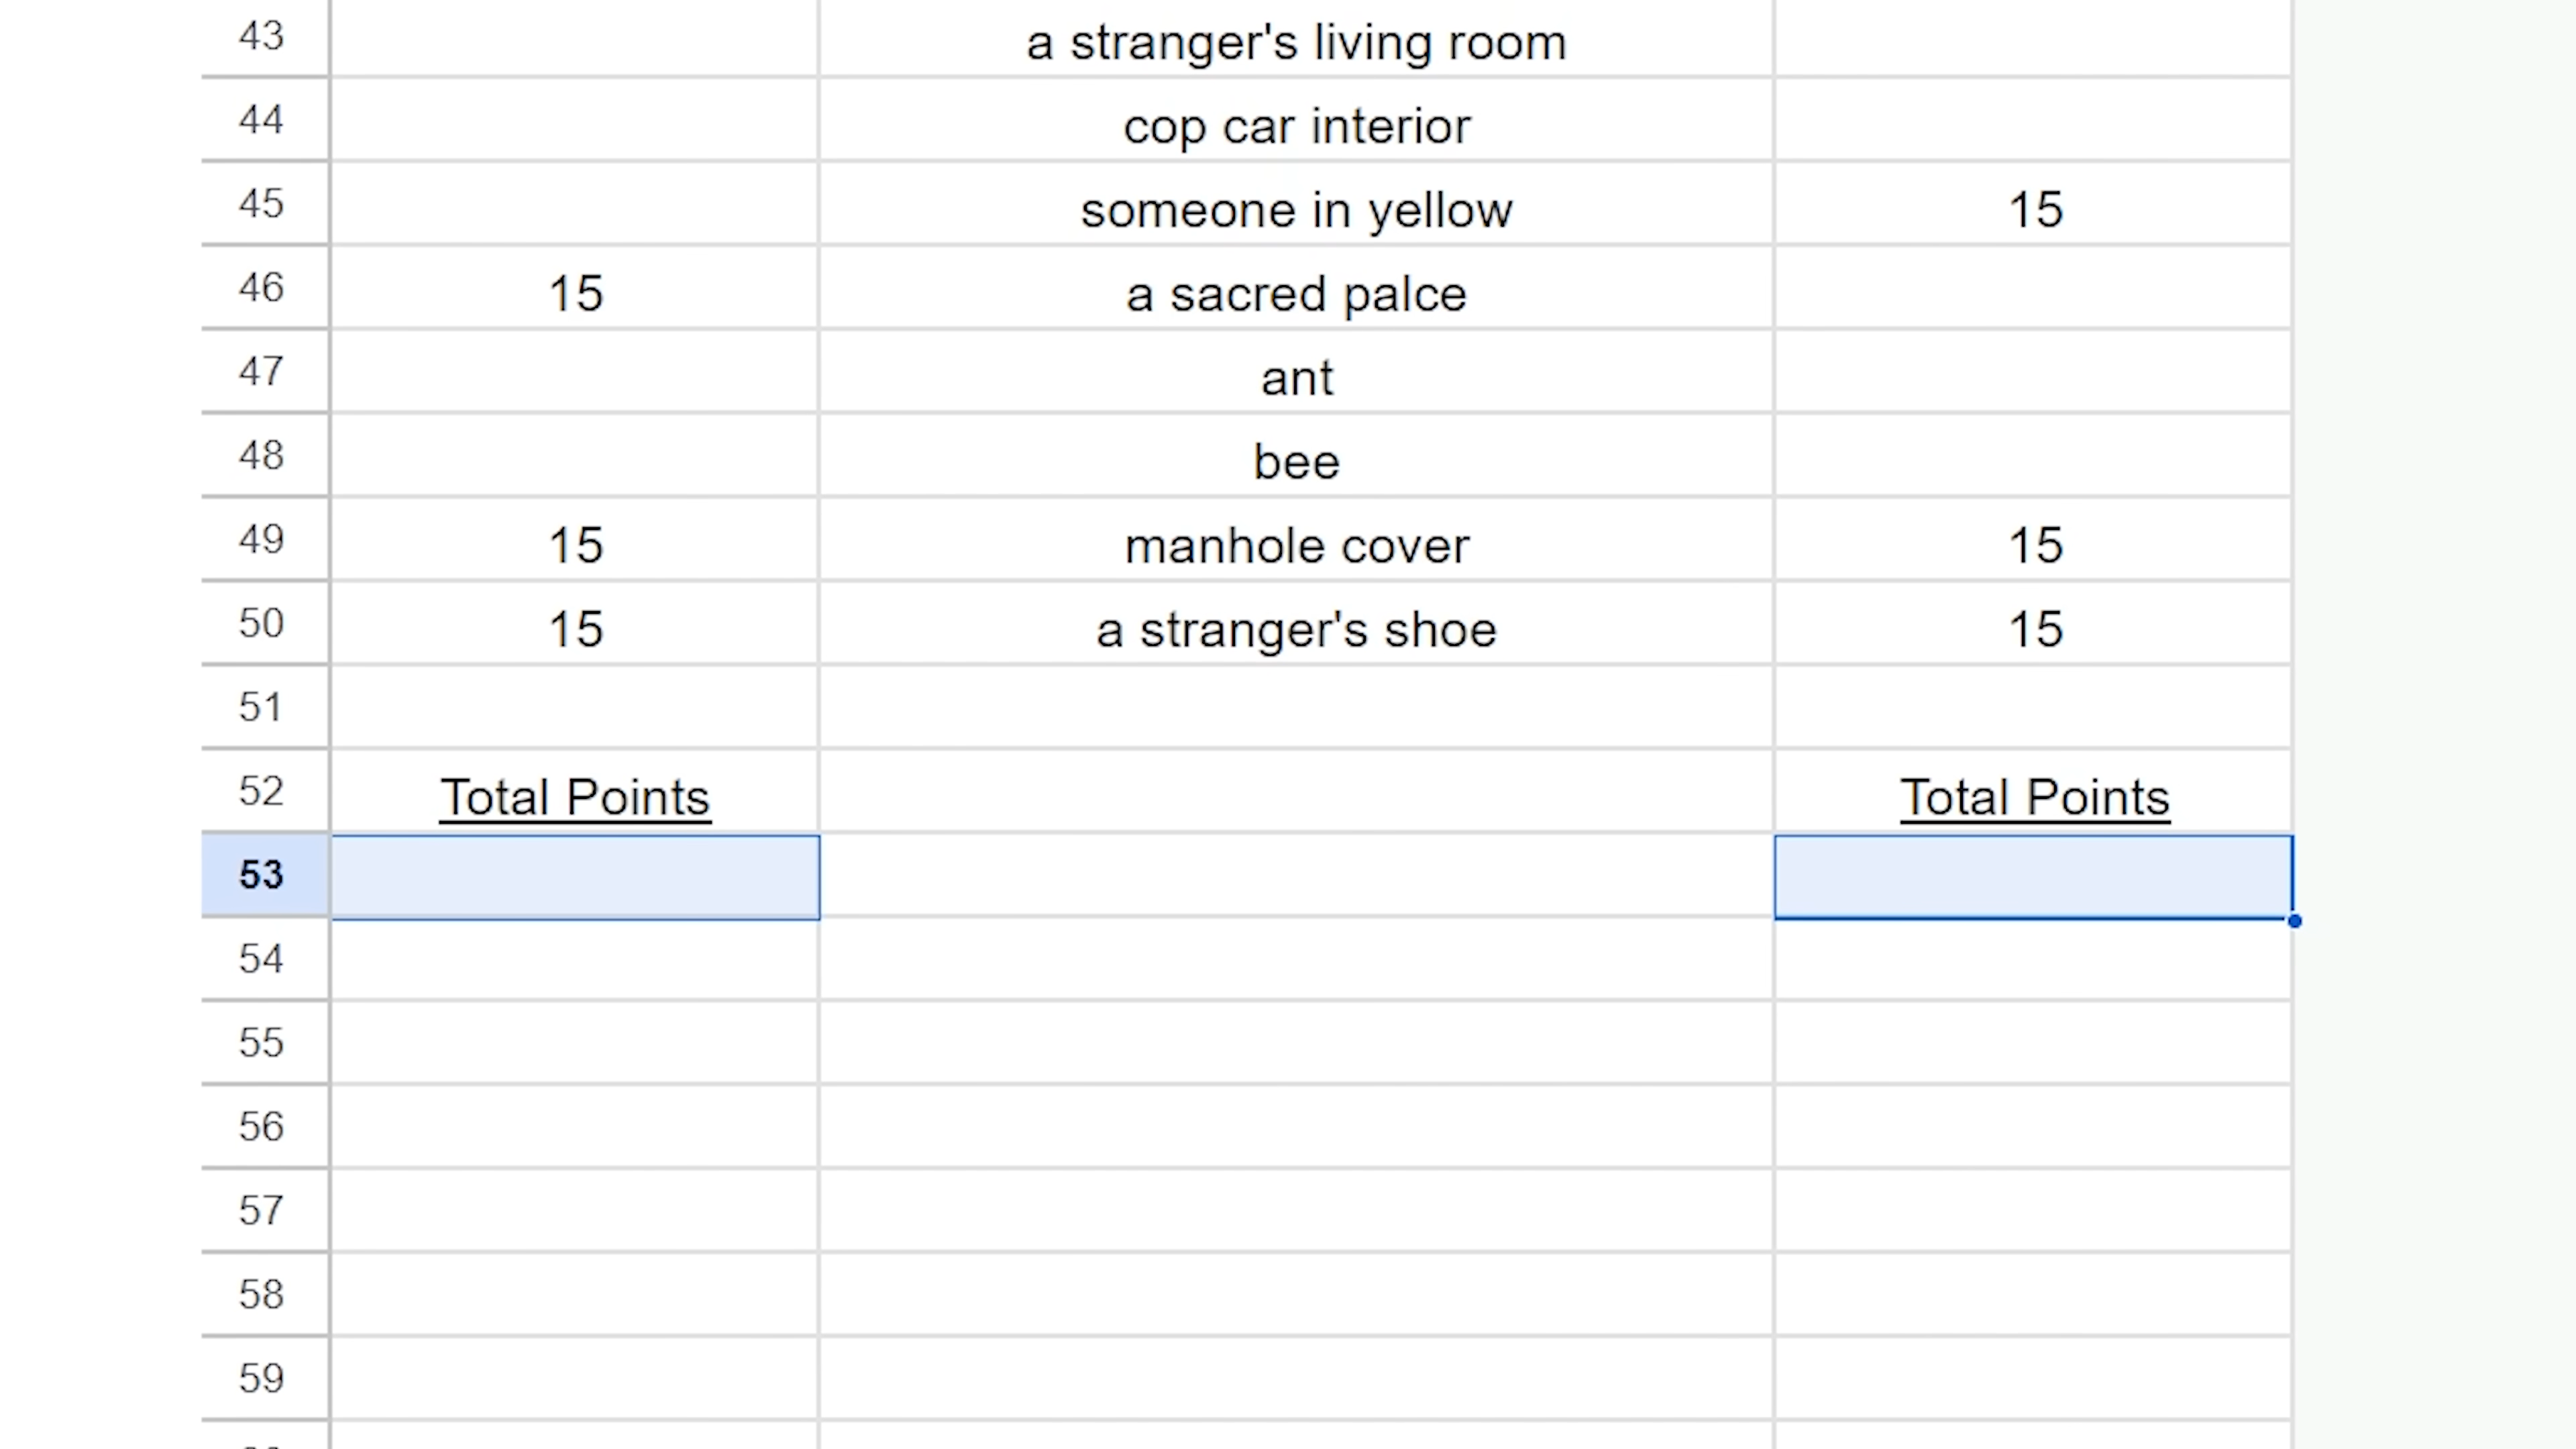 43 a stranger's living room
44 cop car interior
45 someone in yellow 15
46 15 a sacred palce
47 ant
48 bee
49 15 manhole cover 15
50 15 a stranger's shoe 15
51
52 Total Points Total Points
53
54
55
56
57
58
59